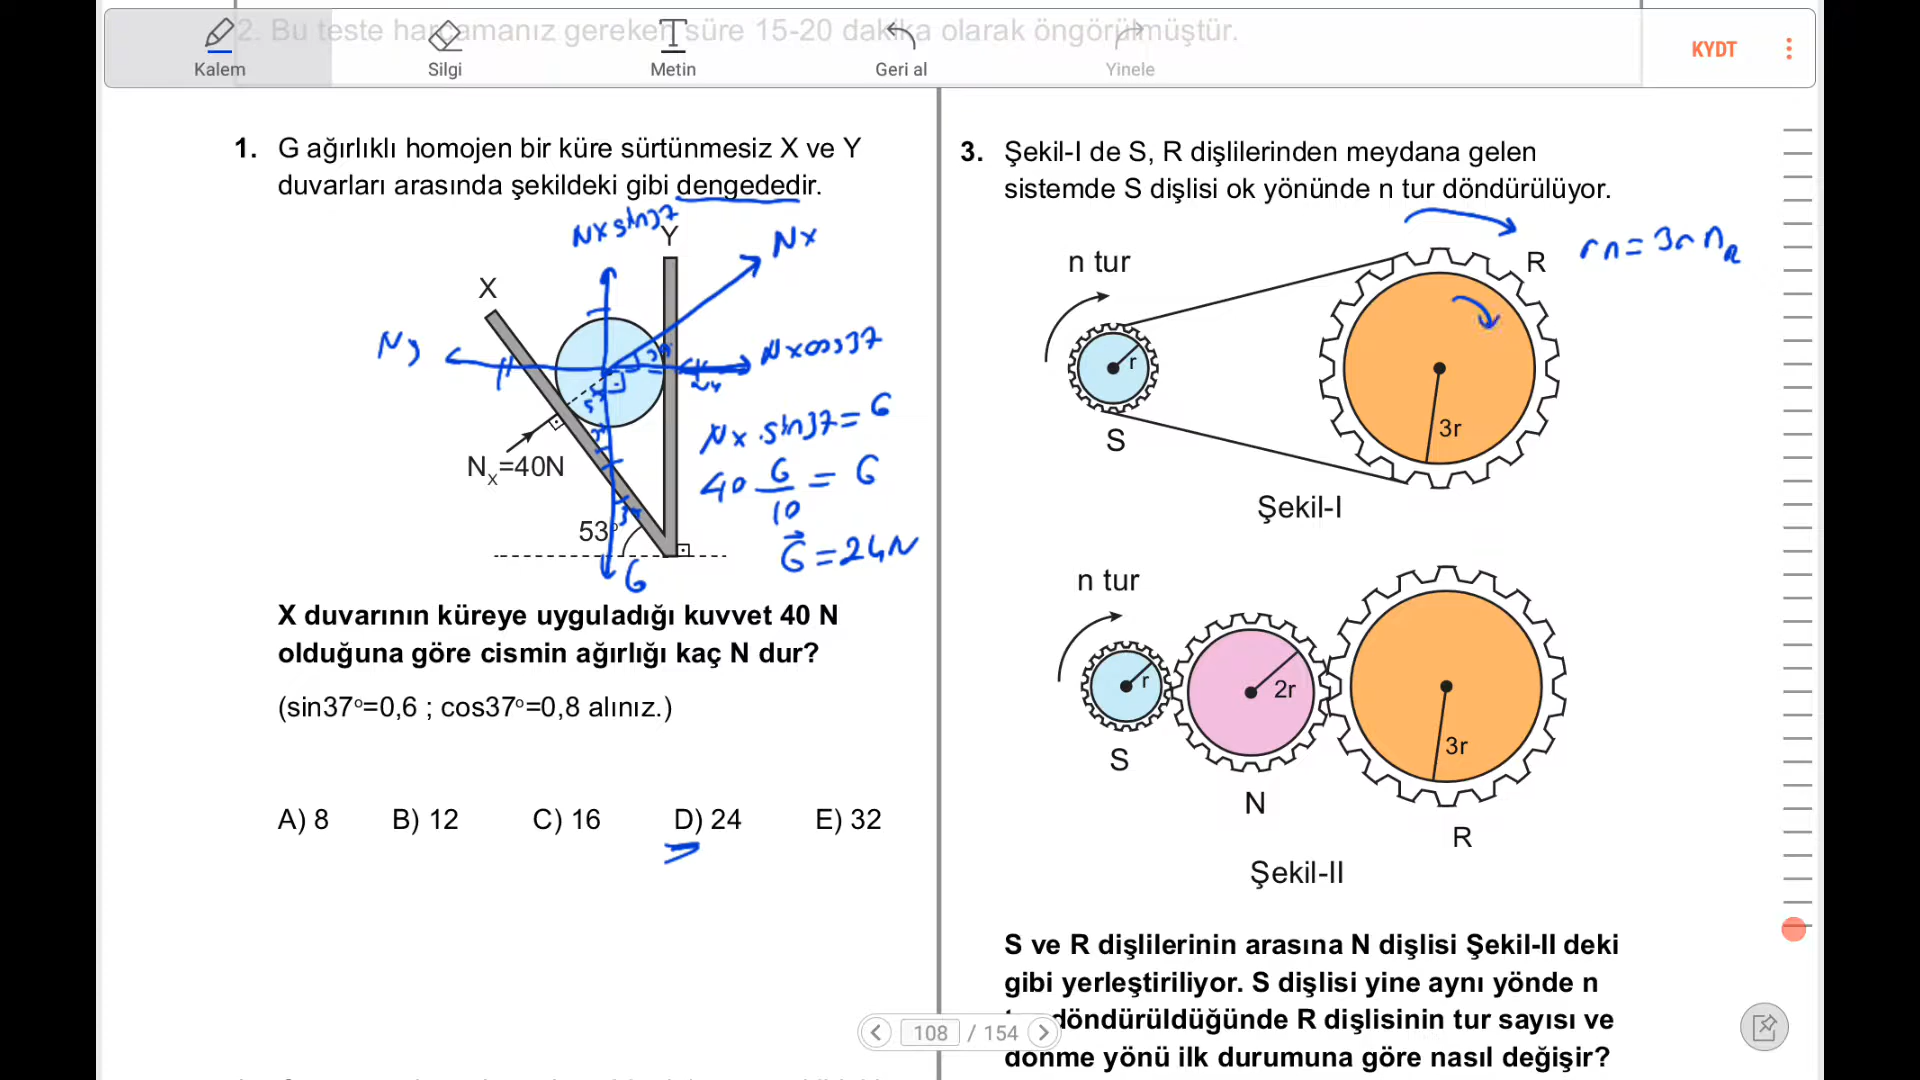 2. Bu teste harcamanız gereken süre 15-20 dakika olarak öngörülmüştür.
Kalem
Silgi
Metin
Geri al
Yinele
KYDT
1. G ağırlıklı homojen bir küre sürtünmesiz X ve Y
duvarları arasında şekildeki gibi dengededir.
Nx sin37
Y
Nx
X
Ny
Nx cos37
Nx . sin37 = G
Nx=40N
40 6/10 = G
53°
37
G = 24N
G
X duvarının küreye uyguladığı kuvvet 40 N
olduğuna göre cismin ağırlığı kaç N dur?
(sin37°=0,6 ; cos37°=0,8 alınız.)
A) 8 B) 12 C) 16 D) 24 E) 32
3. Şekil-I de S, R dişlilerinden meydana gelen
sistemde S dişlisi ok yönünde n tur döndürülüyor.
rn = 3r nR
n tur
R
r
3r
S
Şekil-I
n tur
r
2r
3r
S
N
R
Şekil-II
S ve R dişlilerinin arasına N dişlisi Şekil-II deki
gibi yerleştiriliyor. S dişlisi yine aynı yönde n
döndürüldüğünde R dişlisinin tur sayısı ve
dönme yönü ilk durumuna göre nasıl değişir?
108 / 154